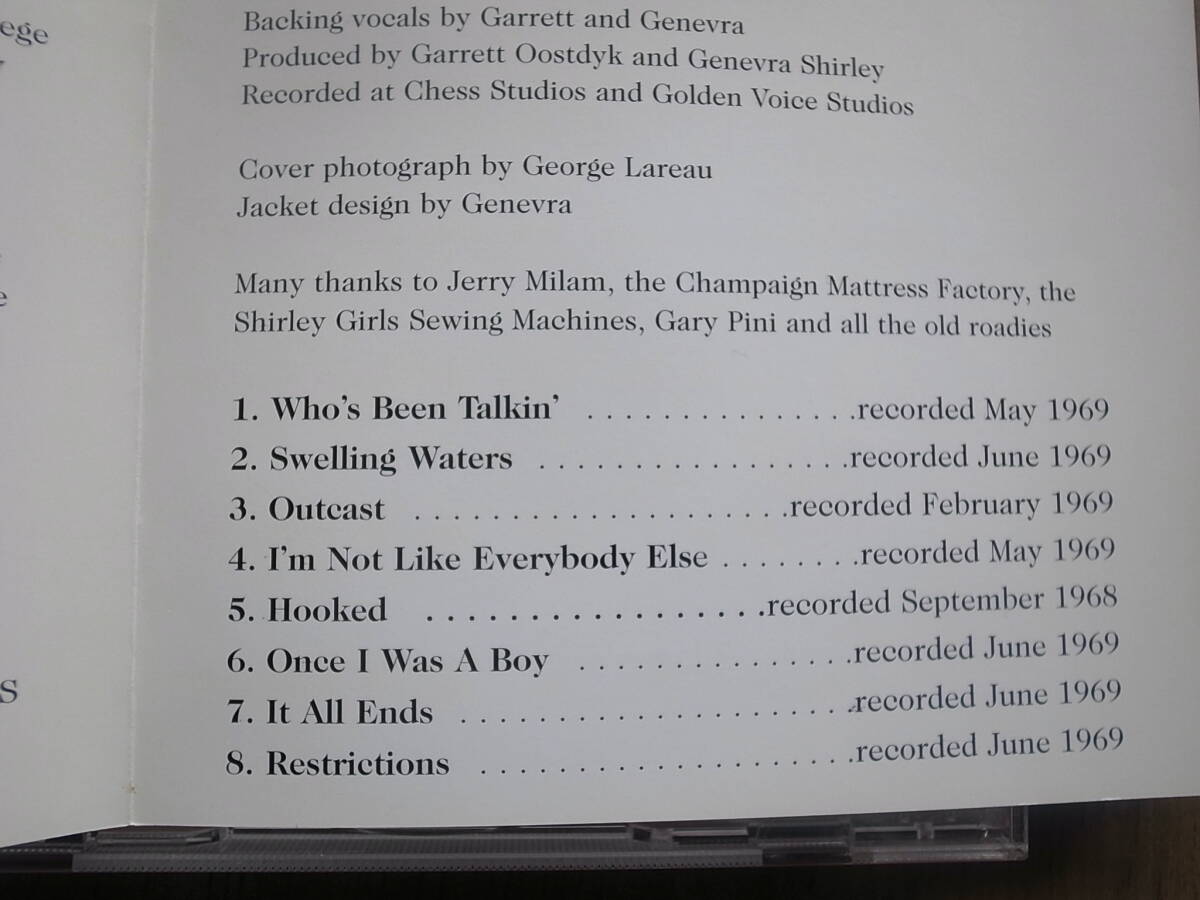 ege
Backing vocals by Garrett and Genevra
Produced by Garrett Oostdyk and Genevra Shirley
Recorded at Chess Studios and Golden Voice Studios
Cover photograph by George Lareau
Jacket design by Genevra
e
Many thanks to Jerry Milam, the Champaign Mattress Factory, the
Shirley Girls Sewing Machines, Gary Pini and all the old roadies
1. Who's Been Talkin' . . . . . . . . . . . . . . .recorded May 1969
2. Swelling Waters . . . . . . . . . . . . . . . . .recorded June 1969
3. Outcast . . . . . . . . . . . . . . . . . . . .recorded February 1969
4. I'm Not Like Everybody Else . . . . . . . .recorded May 1969
5. Hooked . . . . . . . . . . . . . . . . . .recorded September 1968
6. Once I Was A Boy . . . . . . . . . . . . . . .recorded June 1969
s
7. It All Ends . . . . . . . . . . . . . . . . . . . . .recorded June 1969
8. Restrictions . . . . . . . . . . . . . . . . . . . .recorded June 1969